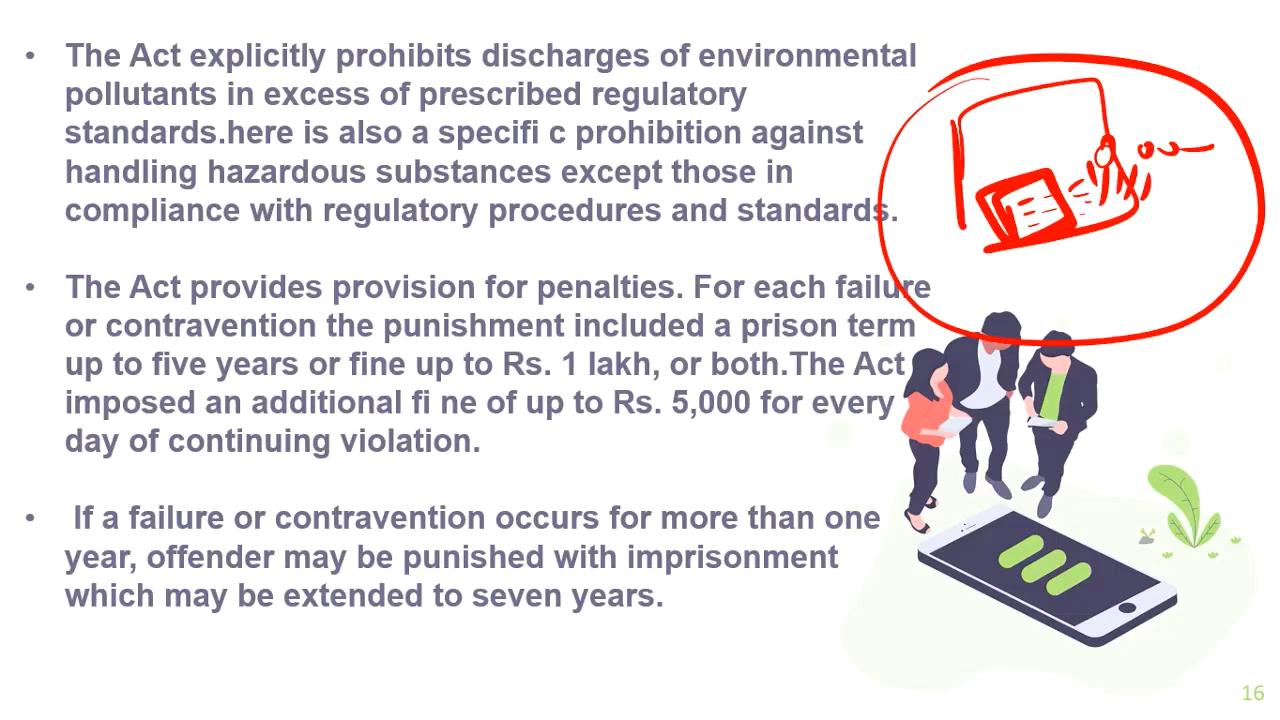 • The Act explicitly prohibits discharges of environmental
pollutants in excess of prescribed regulatory
standards.here is also a specifi c prohibition against
handling hazardous substances except those in
compliance with regulatory procedures and standards.
• The Act provides provision for penalties. For each failure
or contravention the punishment included a prison term
up to five years or fine up to Rs. 1 lakh, or both.The Act
imposed an additional fi ne of up to Rs. 5,000 for every
day of continuing violation.
• If a failure or contravention occurs for more than one
year, offender may be punished with imprisonment
which may be extended to seven years.
16